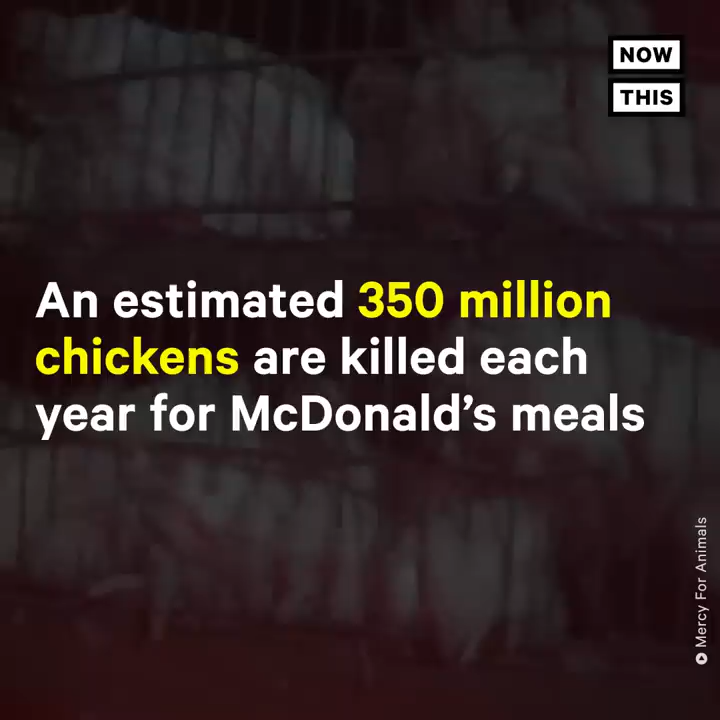 NOW
THIS
An estimated 350 million
chickens are killed each
year for McDonald's meals
Mercy For Animals